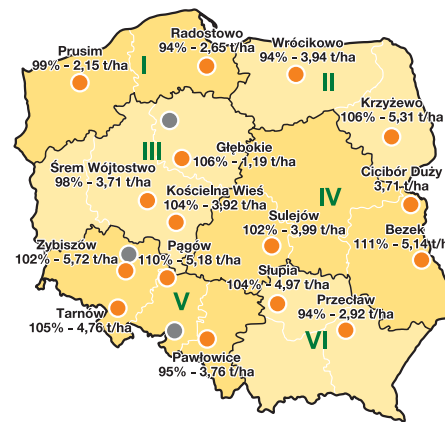 Radostowo
94% - 2,65 t/ha
Wrócikowo
94% - 3,94 t/ha
Prusim
99% - 2,15 t/ha
I
II
Krzyżewo
106% - 5,31 t/ha
III
Głębokie
106% - 1,19 t/ha
Śrem Wójtostwo
98% - 3,71 t/ha
Cicibór Duży
3,71 t/ha
Kościelna Wieś
104% - 3,92 t/ha
IV
Sulejów
102% - 3,99 t/ha
Bezek
111% - 5,14 t/h
Zybiszów
102% - 5,72 t/ha
Pągów
110% - 5,18 t/ha
Słupia
104% - 4,97 t/ha
Tarnów
105% - 4,76 t/ha
V
Przecław
94% - 2,92 t/ha
VI
Pawłowice
95% - 3,76 t/ha